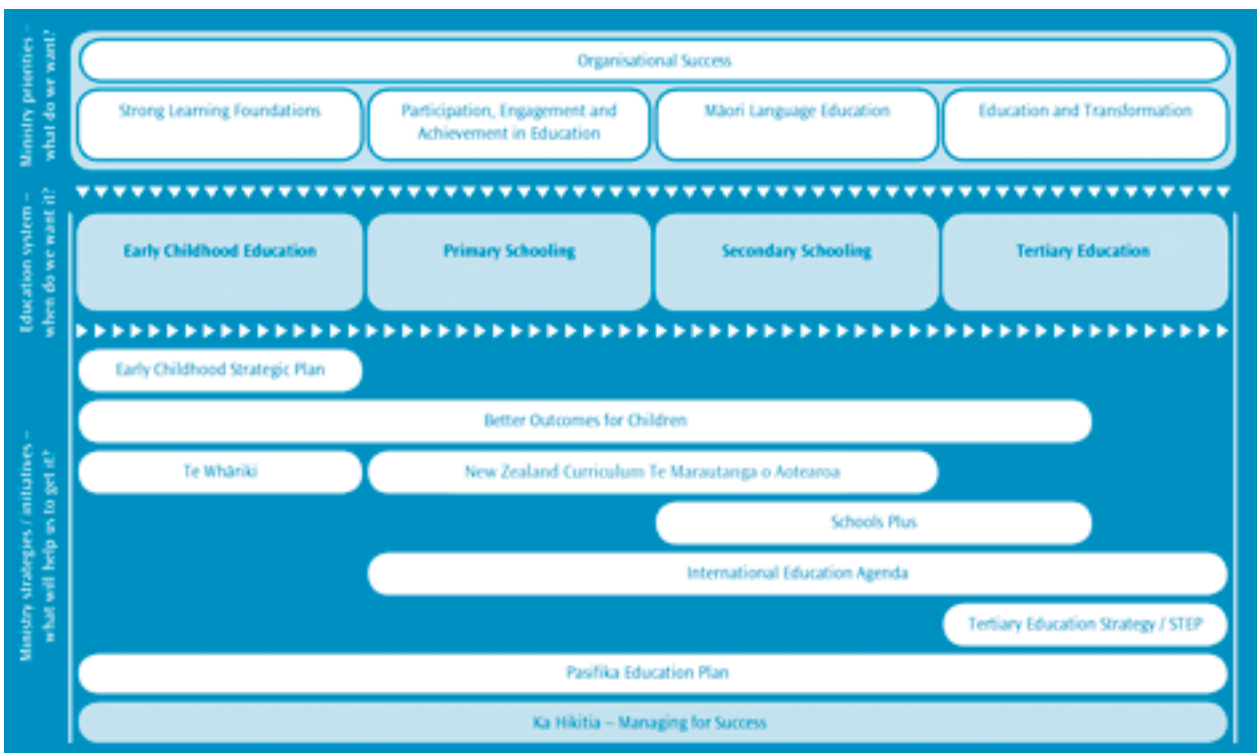 Ministry priorities –
what do we want?
Organisational Success
Strong Learning Foundations
Participation, Engagement and
Achievement in Education
Māori Language Education
Education and Transformation
Education system –
when do we want it?
Early Childhood Education
Primary Schooling
Secondary Schooling
Tertiary Education
Ministry strategies / initiatives –
what will help us to get it?
Early Childhood Strategic Plan
Better Outcomes for Children
Te Whāriki
New Zealand Curriculum Te Marautanga o Aotearoa
Schools Plus
International Education Agenda
Tertiary Education Strategy / STEP
Pasifika Education Plan
Ka Hikitia – Managing for Success